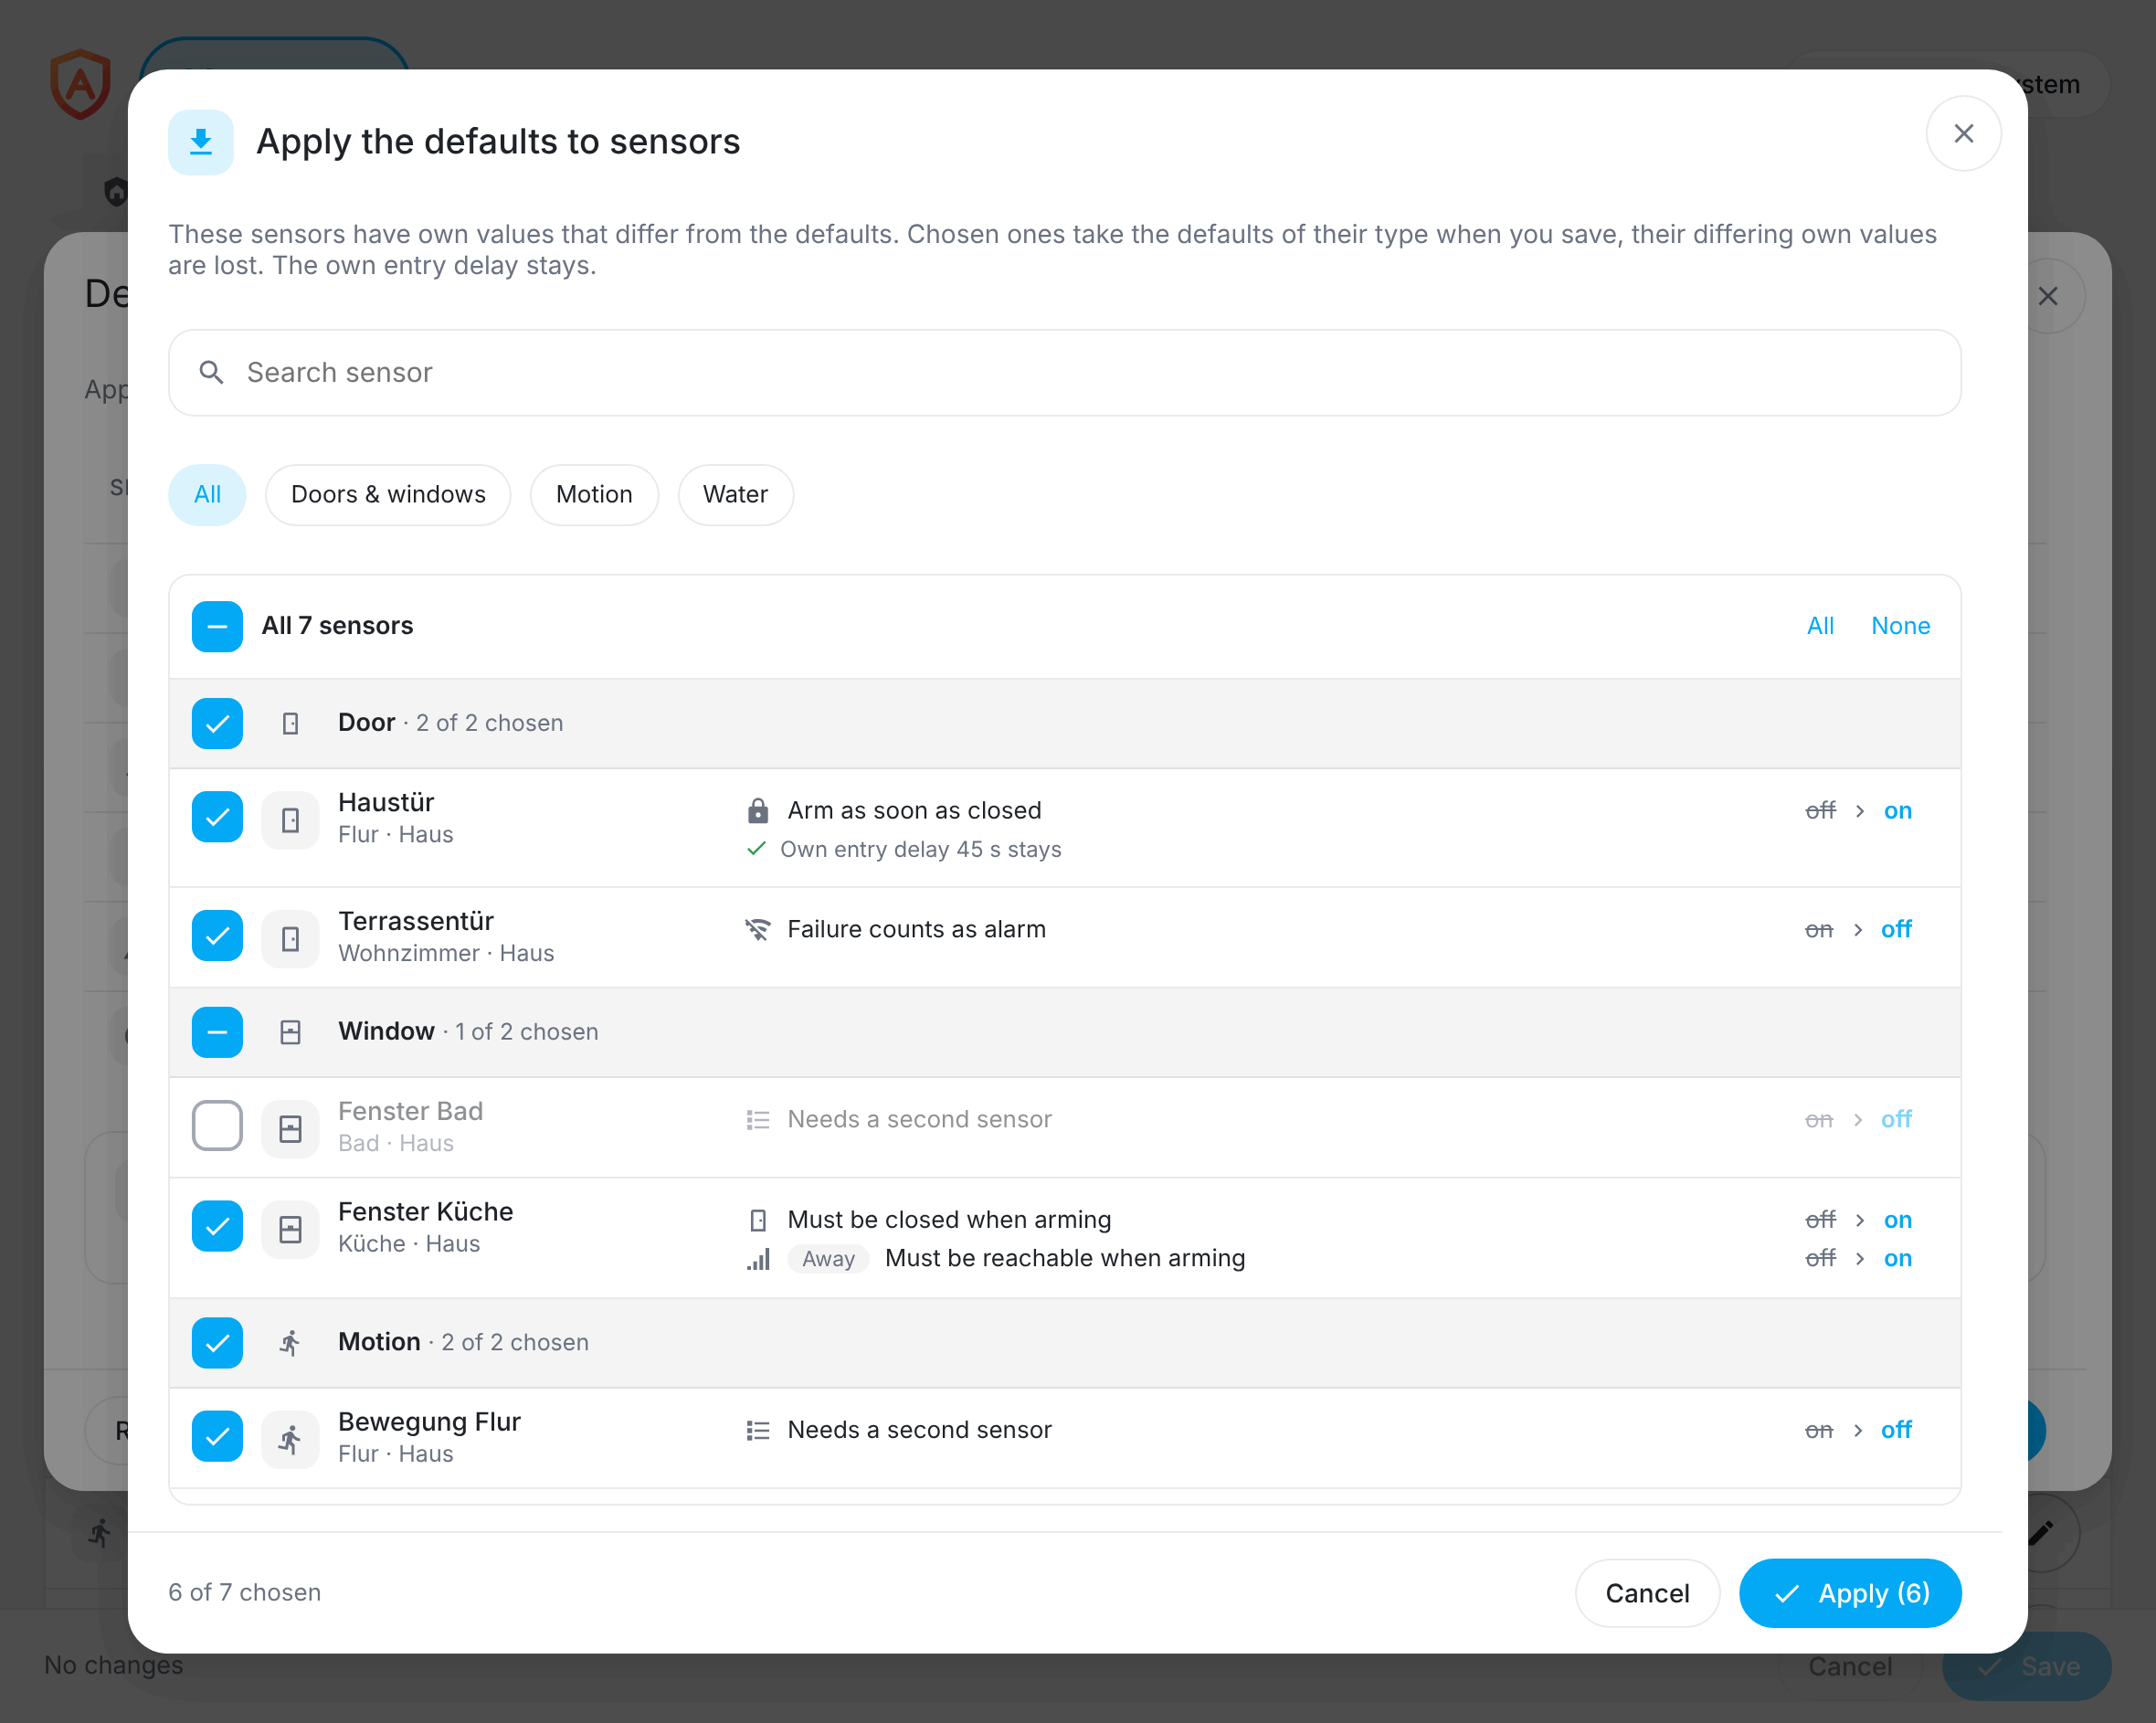 Apply the defaults to sensors
These sensors have own values that differ from the defaults. Chosen ones take the defaults of their type when you save, their differing own values
are lost. The own entry delay stays.
Search sensor
All Doors & windows Motion Water
All 7 sensors All None
Door · 2 of 2 chosen
Haustür
Flur · Haus
Arm as soon as closed off > on
Own entry delay 45 s stays
Terrassentür
Wohnzimmer · Haus
Failure counts as alarm on > off
Window · 1 of 2 chosen
Fenster Bad
Bad · Haus
Needs a second sensor on > off
Fenster Küche
Küche · Haus
Must be closed when arming off > on
Away Must be reachable when arming off > on
Motion · 2 of 2 chosen
Bewegung Flur
Flur · Haus
Needs a second sensor on > off
6 of 7 chosen Cancel Apply (6)
No changes Cancel Save